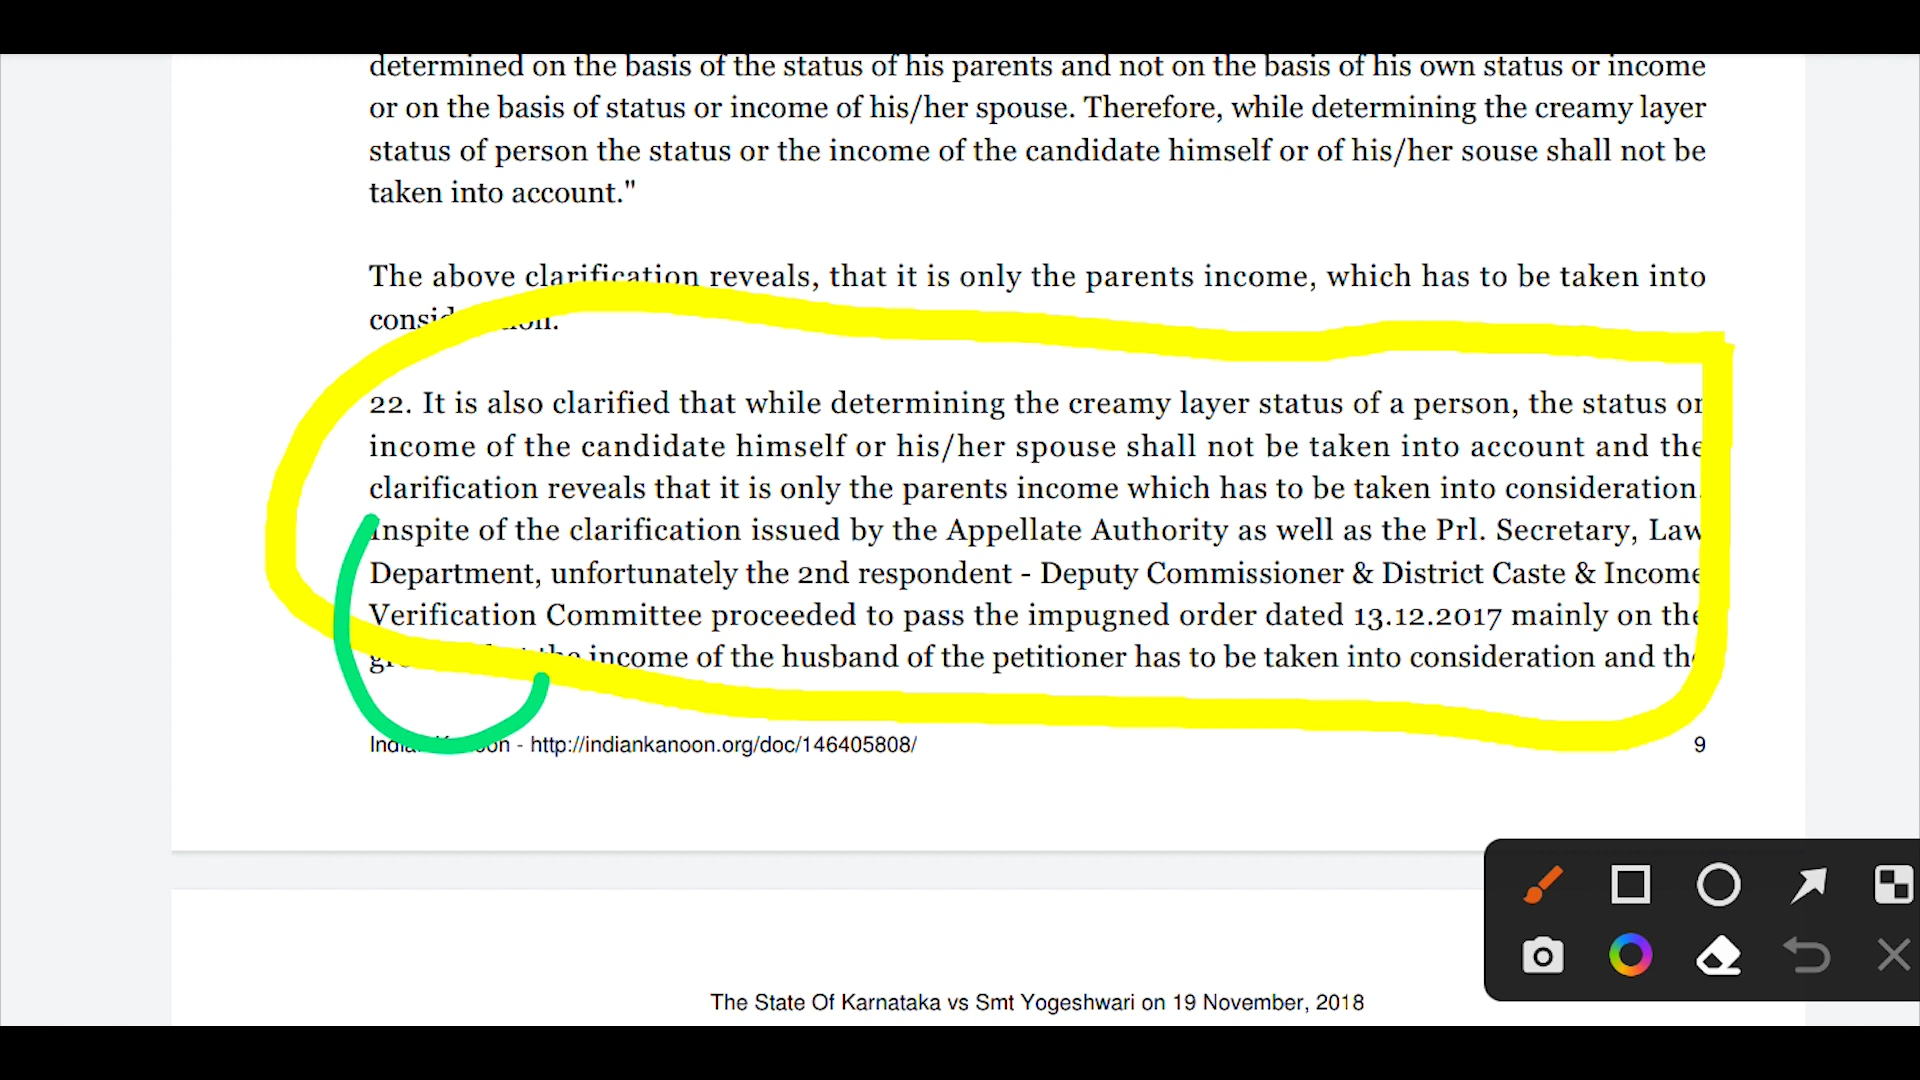 determined on the basis of the status of his parents and not on the basis of his own status or income
or on the basis of status or income of his/her spouse. Therefore, while determining the creamy layer
status of person the status or the income of the candidate himself or of his/her souse shall not be
taken into account."
The above clarification reveals, that it is only the parents income, which has to be taken into
consideration.
22. It is also clarified that while determining the creamy layer status of a person, the status or
income of the candidate himself or his/her spouse shall not be taken into account and the
clarification reveals that it is only the parents income which has to be taken into consideration.
Inspite of the clarification issued by the Appellate Authority as well as the Prl. Secretary, Law
Department, unfortunately the 2nd respondent - Deputy Commissioner & District Caste & Income
Verification Committee proceeded to pass the impugned order dated 13.12.2017 mainly on the
the income of the husband of the petitioner has to be taken into consideration and the
Indian Kanoon - http://indiankanoon.org/doc/146405808/ 9
The State Of Karnataka vs Smt Yogeshwari on 19 November, 2018